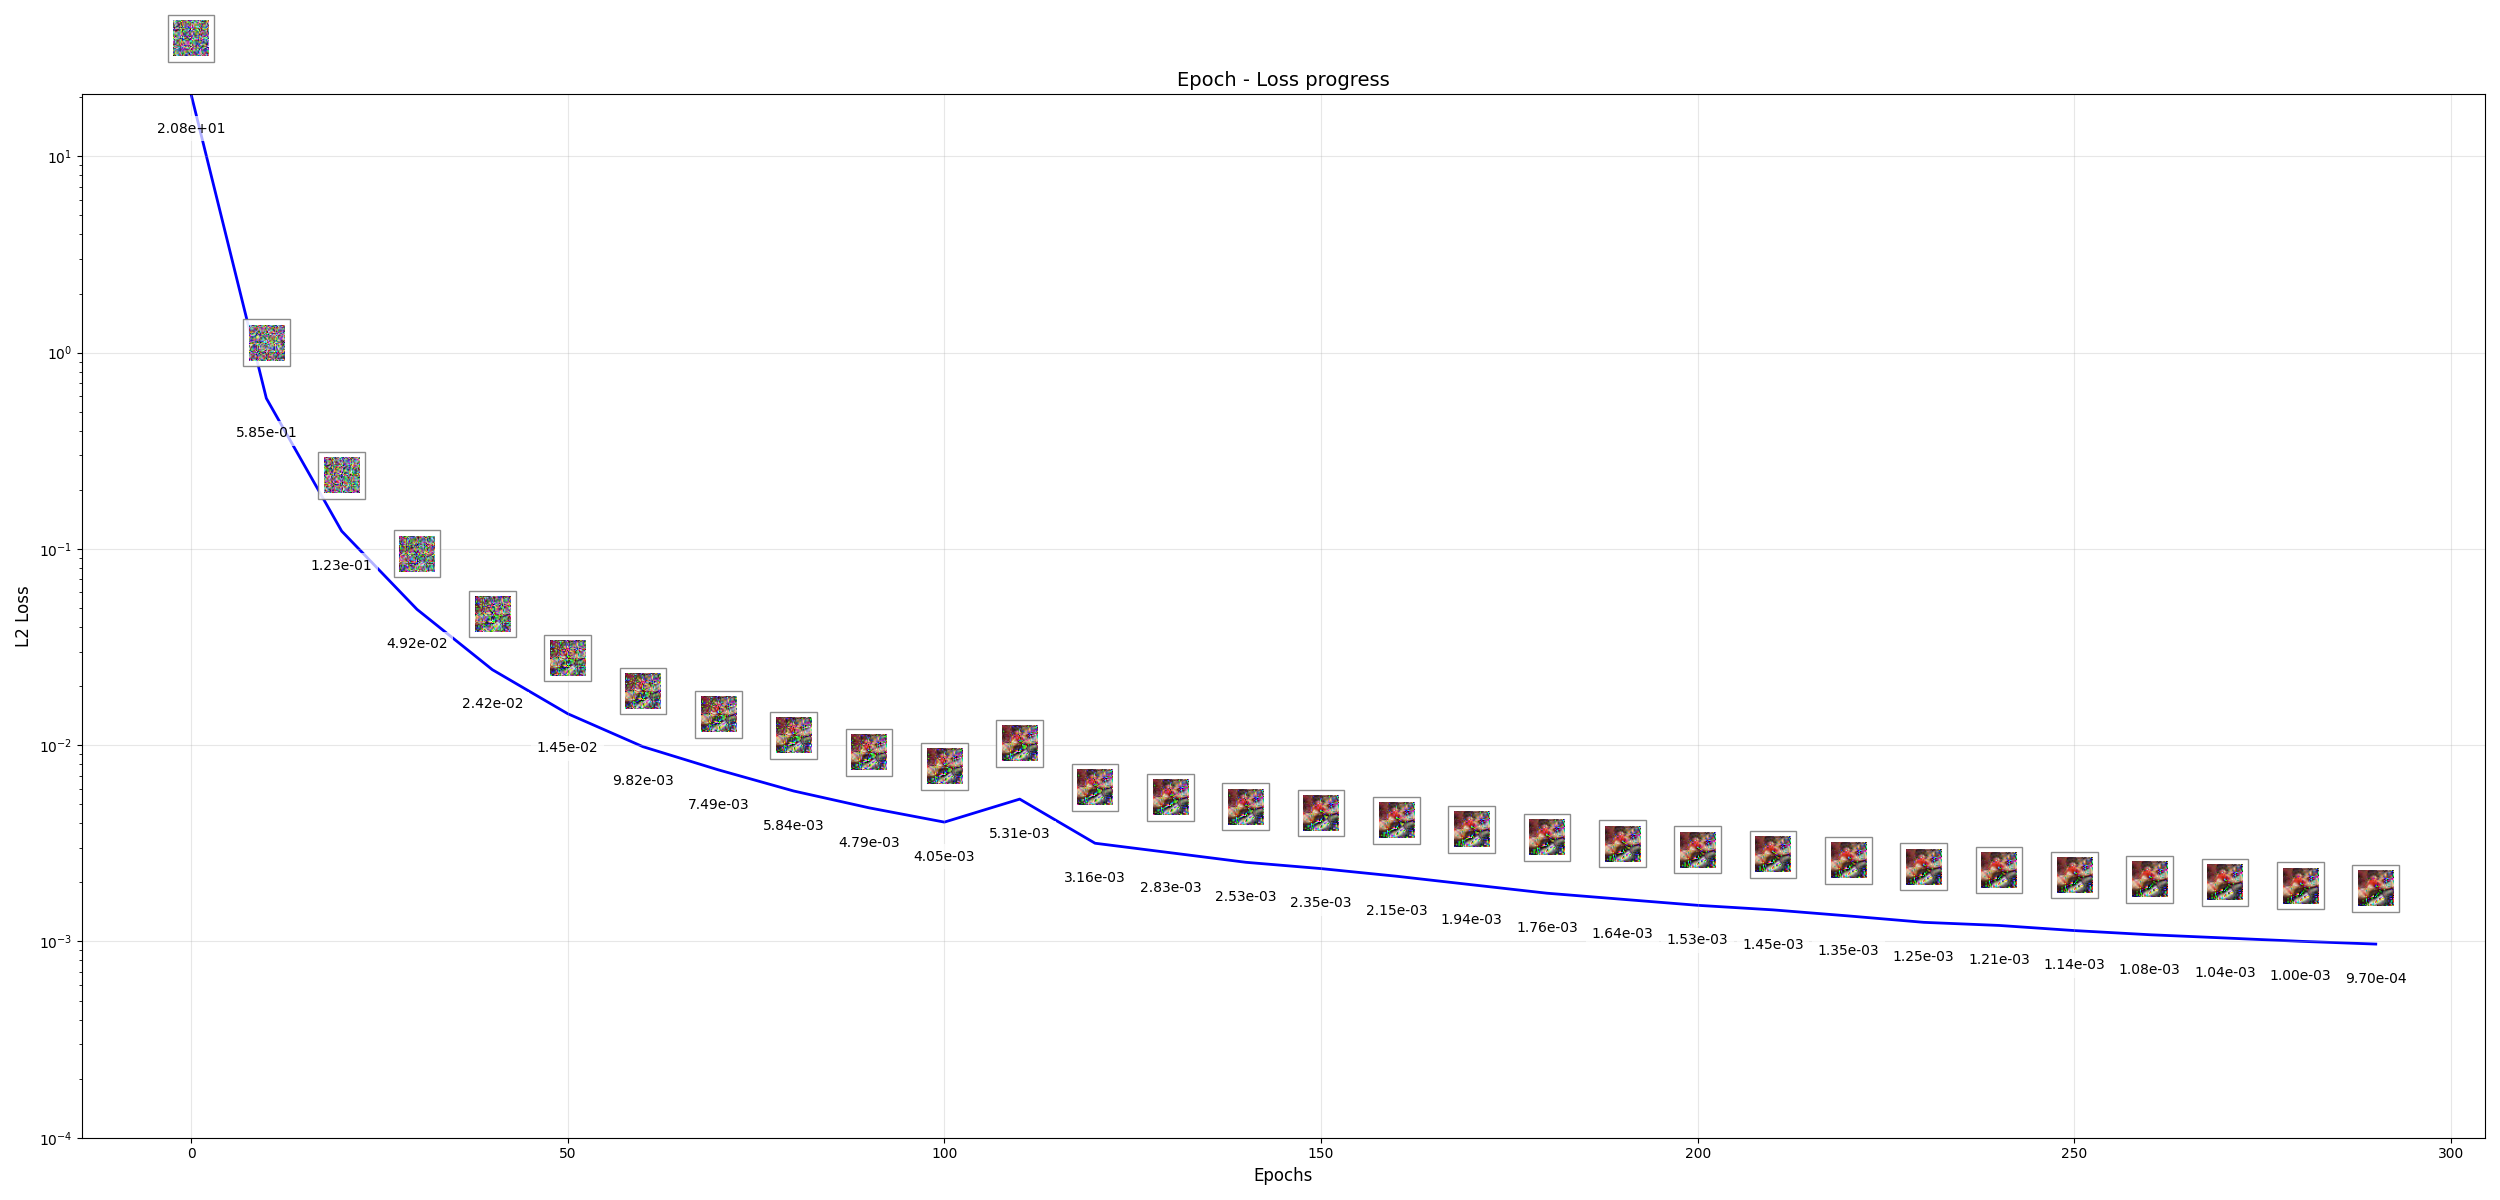 Epoch - Loss progress
L2 Loss
10¹
10⁰
10⁻¹
10⁻²
10⁻³
10⁻⁴
2.08e+01
5.85e-01
1.23e-01
4.92e-02
2.42e-02
1.45e-02
9.82e-03
7.49e-03
5.84e-03
4.79e-03
4.05e-03
5.31e-03
3.16e-03
2.83e-03
2.53e-03
2.35e-03
2.15e-03
1.94e-03
1.76e-03
1.64e-03
1.53e-03
1.45e-03
1.35e-03
1.25e-03
1.21e-03
1.14e-03
1.08e-03
1.04e-03
1.00e-03
9.70e-04
0 50 100 150 200 250 300
Epochs